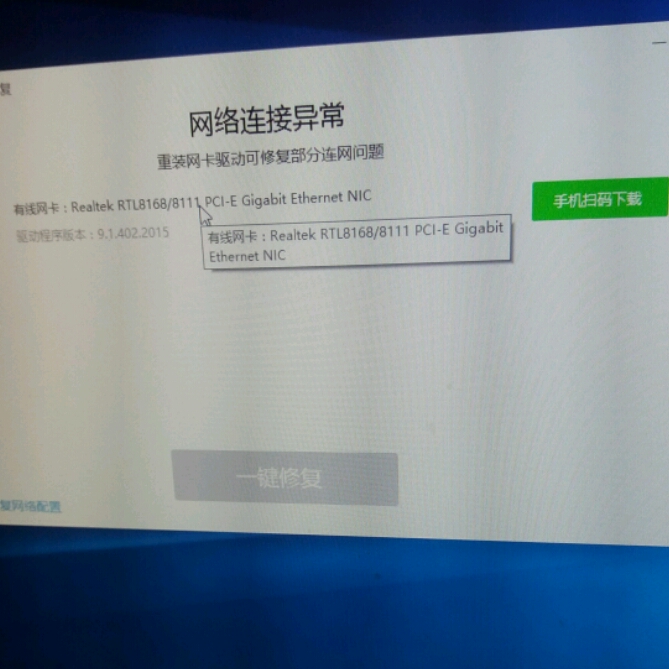 复
网络连接异常
重装网卡驱动可修复部分连网问题
有线网卡：Realtek RTL8168/8111 PCI-E Gigabit Ethernet NIC
手机扫码下载
驱动程序版本：9.1.402.2015
有线网卡：Realtek RTL8168/8111 PCI-E Gigabit
Ethernet NIC
一键修复
复网络配置